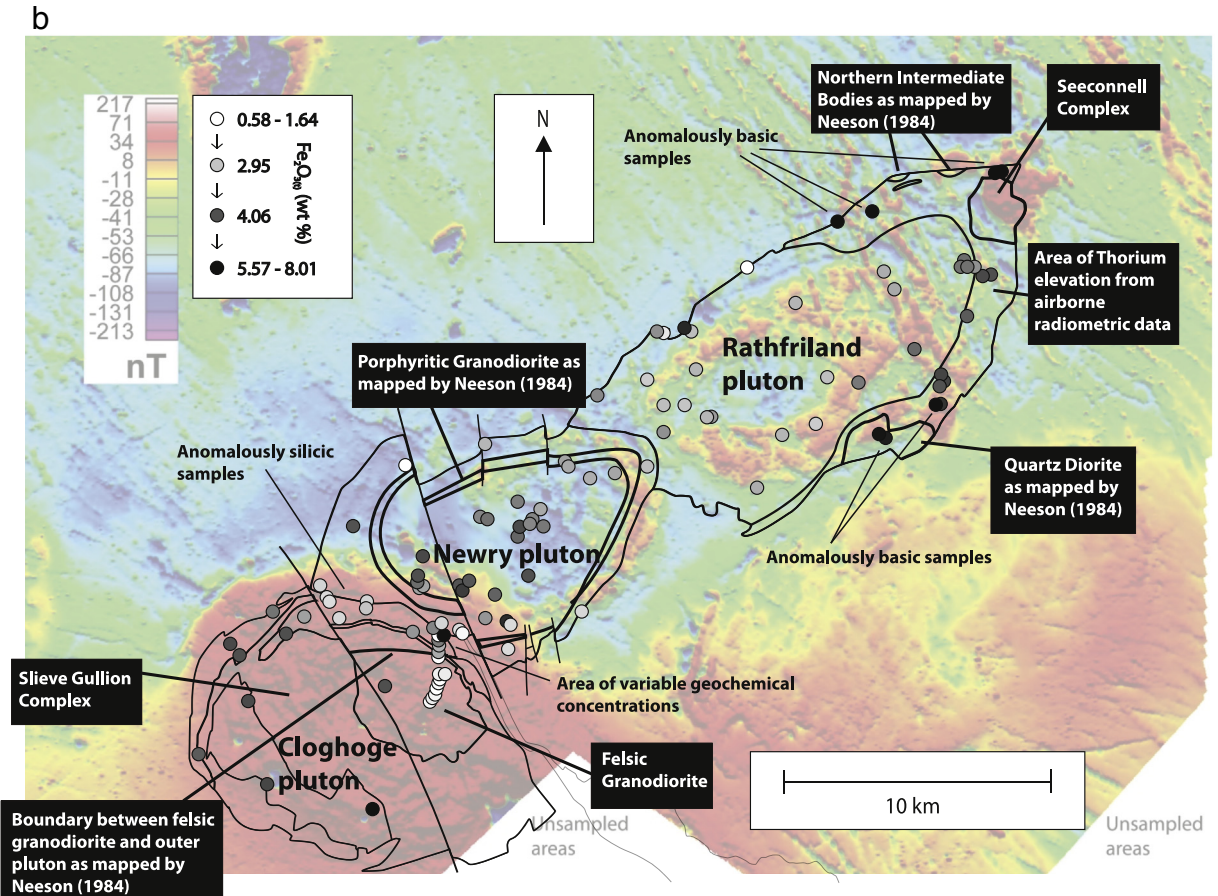 b
217
71
34
8
-11
-28
-41
-53
-66
-87
-108
-131
-213
nT
0.58 - 1.64
2.95
4.06
5.57 - 8.01
Fe2O3(t) (wt %)
N
Anomalously basic
samples
Northern Intermediate
Bodies as mapped by
Neeson (1984)
Seeconnell
Complex
Area of Thorium
elevation from
airborne
radiometric data
Rathfriland
pluton
Porphyritic Granodiorite as
mapped by Neeson (1984)
Anomalously silicic
samples
Quartz Diorite
as mapped by
Neeson (1984)
Newry pluton
Anomalously basic samples
Slieve Gullion
Complex
Area of variable geochemical
concentrations
Cloghoge
pluton
Felsic
Granodiorite
10 km
Boundary between felsic
granodiorite and outer
pluton as mapped by
Neeson (1984)
Unsampled
areas
Unsampled
areas